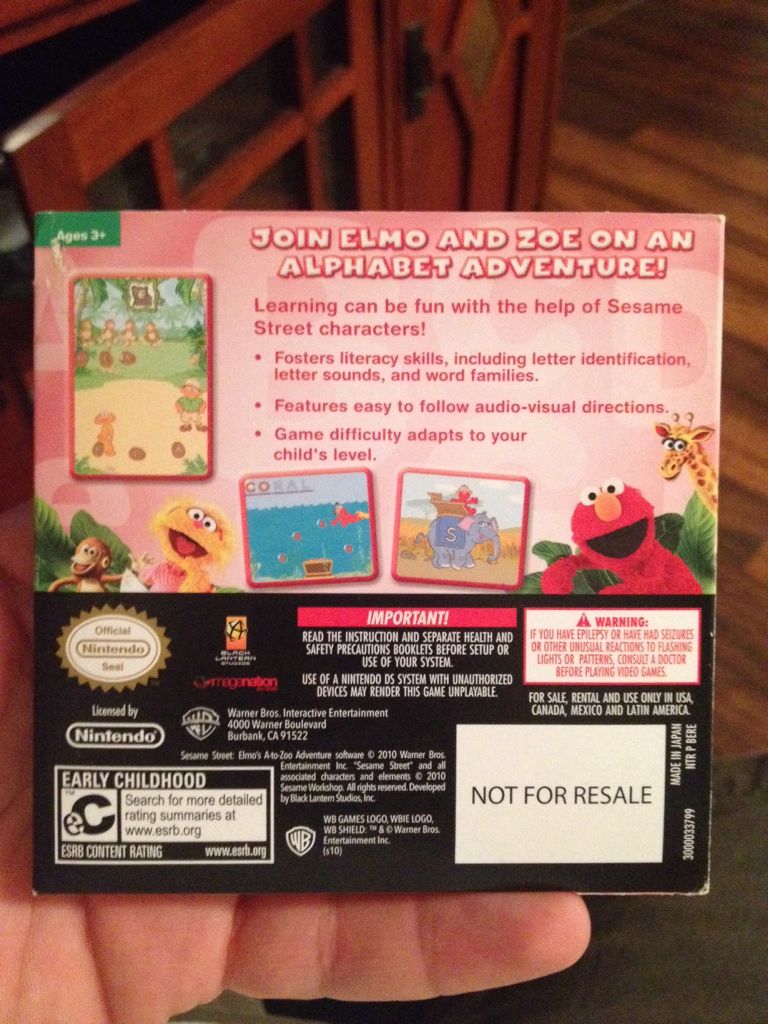 Ages 3+
JOIN ELMO AND ZOE ON AN
ALPHABET ADVENTURE!
Learning can be fun with the help of Sesame
Street characters!
• Fosters literacy skills, including letter identification,
letter sounds, and word families.
• Features easy to follow audio-visual directions.
• Game difficulty adapts to your
child's level.
CORAL
S
Official
Nintendo
Seal
BLACK
LANTERN
STUDIOS
imagenation
IMPORTANT!
READ THE INSTRUCTION AND SEPARATE HEALTH AND
SAFETY PRECAUTIONS BOOKLETS BEFORE SETUP OR
USE OF YOUR SYSTEM.
USE OF A NINTENDO DS SYSTEM WITH UNAUTHORIZED
DEVICES MAY RENDER THIS GAME UNPLAYABLE.
WARNING:
IF YOU HAVE EPILEPSY OR HAVE HAD SEIZURES
OR OTHER UNUSUAL REACTIONS TO FLASHING
LIGHTS OR PATTERNS, CONSULT A DOCTOR
BEFORE PLAYING VIDEO GAMES.
FOR SALE, RENTAL AND USE ONLY IN USA,
CANADA, MEXICO AND LATIN AMERICA.
Licensed by
Nintendo
WB
Warner Bros. Interactive Entertainment
4000 Warner Boulevard
Burbank, CA 91522
Sesame Street: Elmo's A-to-Zoo Adventure software © 2010 Warner Bros.
Entertainment Inc. "Sesame Street" and all
associated characters and elements © 2010
Sesame Workshop. All rights reserved. Developed
by Black Lantern Studios, Inc.
EARLY CHILDHOOD
eC
TM
Search for more detailed
rating summaries at
www.esrb.org
ESRB CONTENT RATING www.esrb.org
WB
WB GAMES LOGO, WBIE LOGO,
WB SHIELD: ™ & © Warner Bros.
Entertainment Inc.
(s10)
NOT FOR RESALE
MADE IN JAPAN
NTR P BERE
3000033799